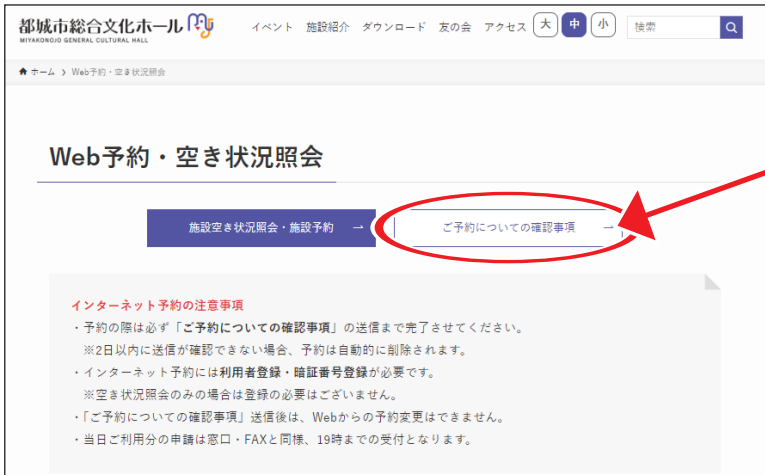 都城市総合文化ホール MJ
MIYAKONOJO GENERAL CULTURAL HALL
イベント 施設紹介 ダウンロード 友の会 アクセス 大 中 小 検索
ホーム > Web予約・空き状況照会
Web予約・空き状況照会
施設空き状況照会・施設予約 → ご予約についての確認事項 →
インターネット予約の注意事項
・予約の際は必ず「ご予約についての確認事項」の送信まで完了させてください。
※2日以内に送信が確認できない場合、予約は自動的に削除されます。
・インターネット予約には利用者登録・暗証番号登録が必要です。
※空き状況照会のみの場合は登録の必要はございません。
・「ご予約についての確認事項」送信後は、Webからの予約変更はできません。
・当日ご利用分の申請は窓口・FAXと同様、19時までの受付となります。